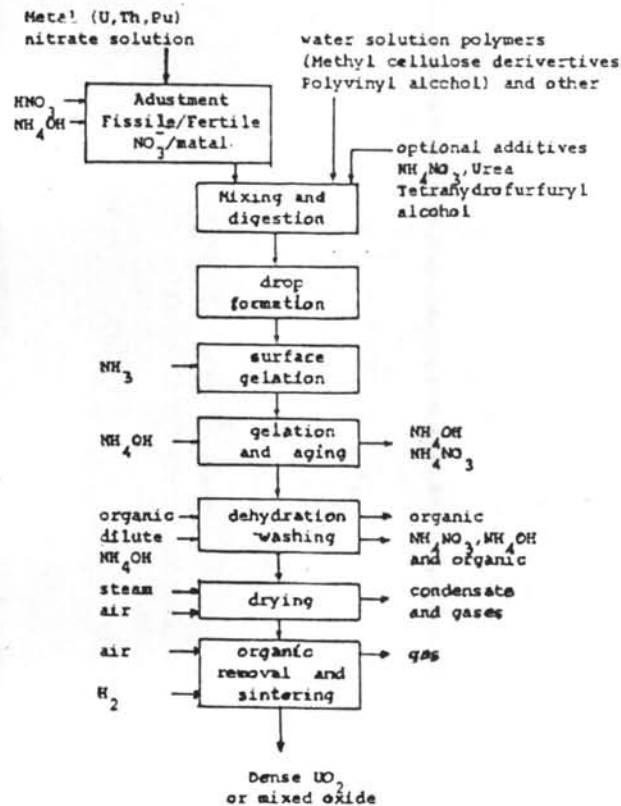 Metal (U,Th,Pu)
nitrate solution
water solution polymers
(Methyl cellulose derivertives
Polyvinyl alcohol) and other
HNO3
NH4OH
Adustment
Fissile/Fertile
NO3-/matal
optional additives
NH4NO3,Urea
Tetrahydrofurfuryl
alcohol
Mixing and
digestion
drop
formation
NH3
surface
gelation
NH4OH
gelation
and aging
NH4OH
NH4NO3
organic
dilute
NH4OH
dehydration
washing
organic
NH4NO3,NH4OH
and organic
steam
air
drying
condensate
and gases
air
H2
organic
removal and
sintering
gas
Dense UO2
or mixed oxide